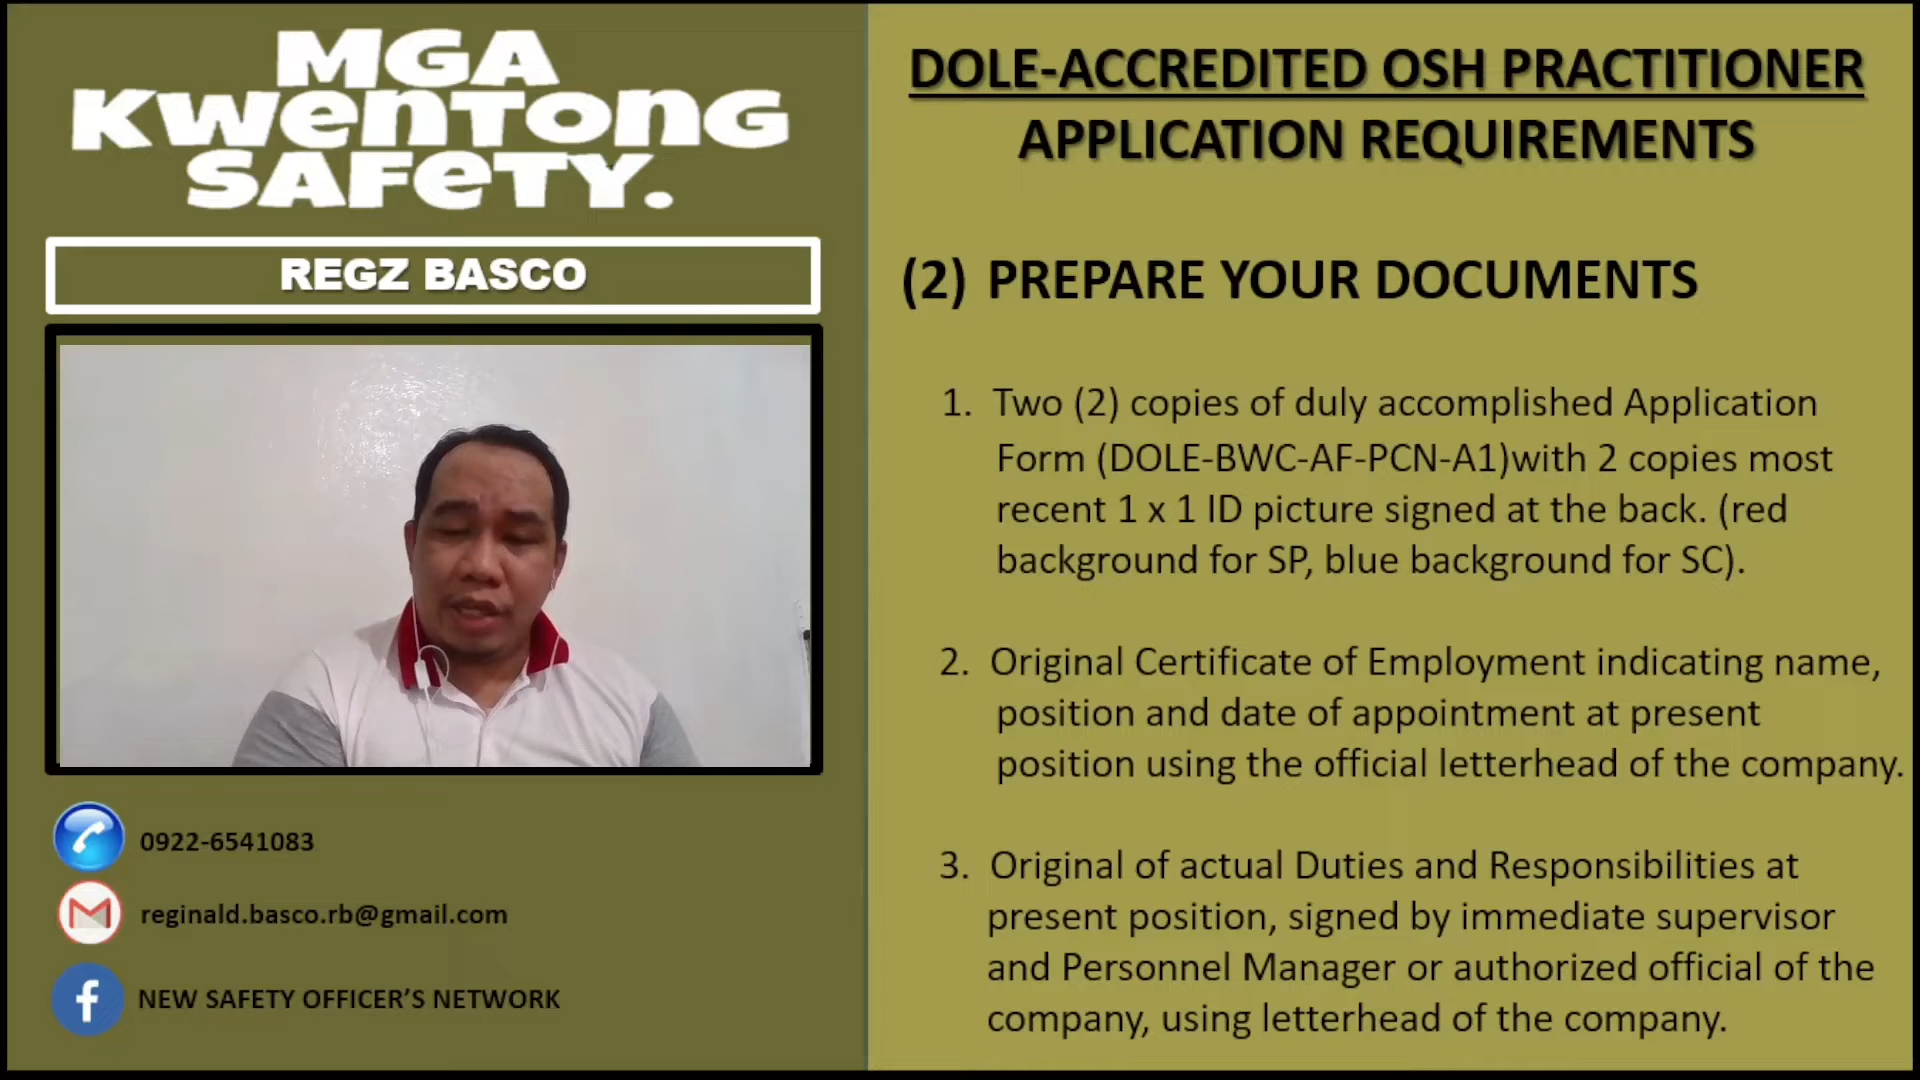 MGA
KWENTONG
SAFETY.
REGZ BASCO
0922-6541083
reginald.basco.rb@gmail.com
NEW SAFETY OFFICER'S NETWORK
DOLE-ACCREDITED OSH PRACTITIONER
APPLICATION REQUIREMENTS
(2) PREPARE YOUR DOCUMENTS
1. Two (2) copies of duly accomplished Application
Form (DOLE-BWC-AF-PCN-A1)with 2 copies most
recent 1 x 1 ID picture signed at the back. (red
background for SP, blue background for SC).
2. Original Certificate of Employment indicating name,
position and date of appointment at present
position using the official letterhead of the company.
3. Original of actual Duties and Responsibilities at
present position, signed by immediate supervisor
and Personnel Manager or authorized official of the
company, using letterhead of the company.